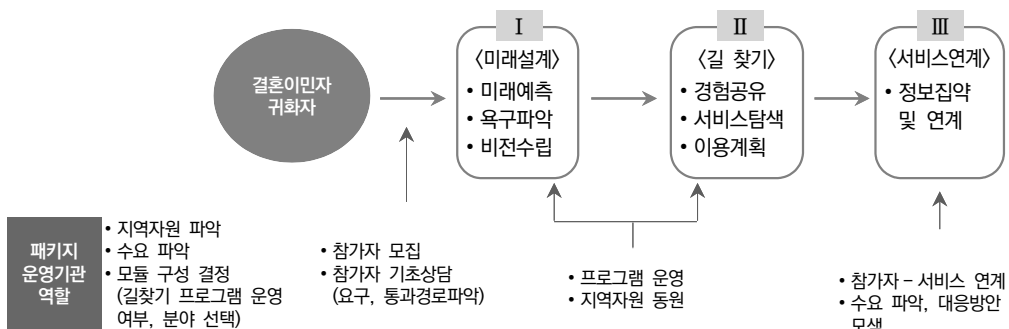 Ⅰ
Ⅱ
Ⅲ
결혼이민자
귀화자
〈미래설계〉
• 미래예측
• 욕구파악
• 비전수립
〈길 찾기〉
• 경험공유
• 서비스탐색
• 이용계획
〈서비스연계〉
• 정보집약
및 연계
패키지
운영기관
역할
• 지역자원 파악
• 수요 파악
• 모듈 구성 결정
(길찾기 프로그램 운영
여부, 분야 선택)
• 참가자 모집
• 참가자 기초상담
(요구, 통과경로파악)
• 프로그램 운영
• 지역자원 동원
• 참가자 – 서비스 연계
• 수요 파악, 대응방안
모색